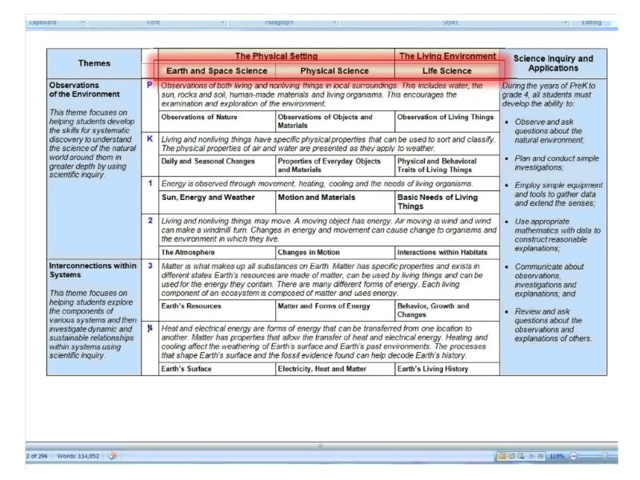 Clipboard
Font
Paragraph
Styles
Editing
Themes
The Physical Setting
The Living Environment
Science Inquiry and
Applications
Earth and Space Science
Physical Science
Life Science
Observations
of the Environment
This theme focuses on
helping students develop
the skills for systematic
discovery to understand
the science of the natural
world around them in
greater depth by using
scientific inquiry.
P
Observations of both living and nonliving things in local surroundings. This includes water, the
sun, rocks and soil, human-made materials and living organisms. This encourages the
examination and exploration of the environment.
Observations of Nature
Observations of Objects and
Materials
Observation of Living Things
K
Living and nonliving things have specific physical properties that can be used to sort and classify.
The physical properties of air and water are presented as they apply to weather.
Daily and Seasonal Changes
Properties of Everyday Objects
and Materials
Physical and Behavioral
Traits of Living Things
1
Energy is observed through movement, heating, cooling and the needs of living organisms.
Sun, Energy and Weather
Motion and Materials
Basic Needs of Living
Things
2
Living and nonliving things may move. A moving object has energy. Air moving is wind and wind
can make a windmill turn. Changes in energy and movement can cause change to organisms and
the environment in which they live.
The Atmosphere
Changes in Motion
Interactions within Habitats
Interconnections within
Systems
This theme focuses on
helping students explore
the components of
various systems and then
investigate dynamic and
sustainable relationships
within systems using
scientific inquiry.
3
Matter is what makes up all substances on Earth. Matter has specific properties and exists in
different states Earth's resources are made of matter, can be used by living things and can be
used for the energy they contain. There are many different forms of energy. Each living
component of an ecosystem is composed of matter and uses energy.
Earth's Resources
Matter and Forms of Energy
Behavior, Growth and
Changes
4
Heat and electrical energy are forms of energy that can be transferred from one location to
another. Matter has properties that allow the transfer of heat and electrical energy. Heating and
cooling affect the weathering of Earth's surface and Earth's past environments. The processes
that shape Earth's surface and the fossil evidence found can help decode Earth's history.
Earth's Surface
Electricity, Heat and Matter
Earth's Living History
During the years of PreK to
grade 4, all students must
develop the ability to:
• Observe and ask
questions about the
natural environment;
• Plan and conduct simple
investigations;
• Employ simple equipment
and tools to gather data
and extend the senses;
• Use appropriate
mathematics with data to
construct reasonable
explanations;
• Communicate about
observations,
investigations and
explanations; and
• Review and ask
questions about the
observations and
explanations of others.
2 of 296
Words: 114,052
119%